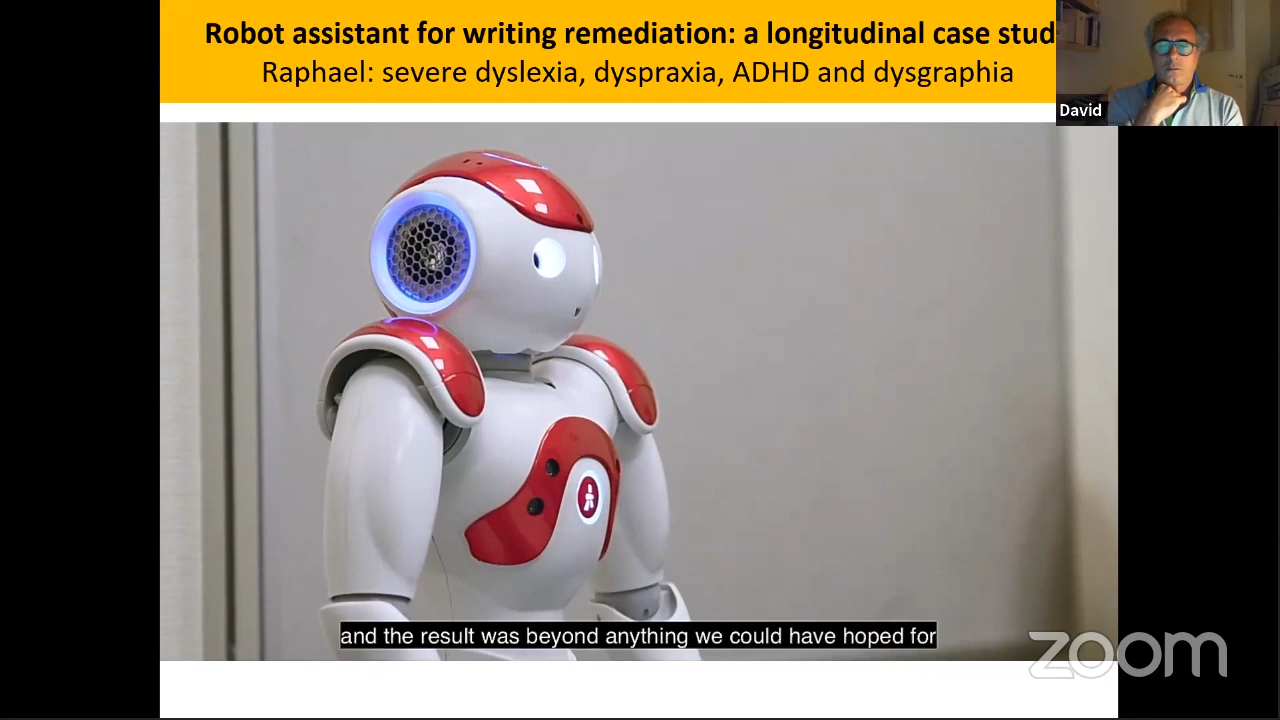 Robot assistant for writing remediation: a longitudinal case stud
Raphael: severe dyslexia, dyspraxia, ADHD and dysgraphia
David
and the result was beyond anything we could have hoped for
zoom